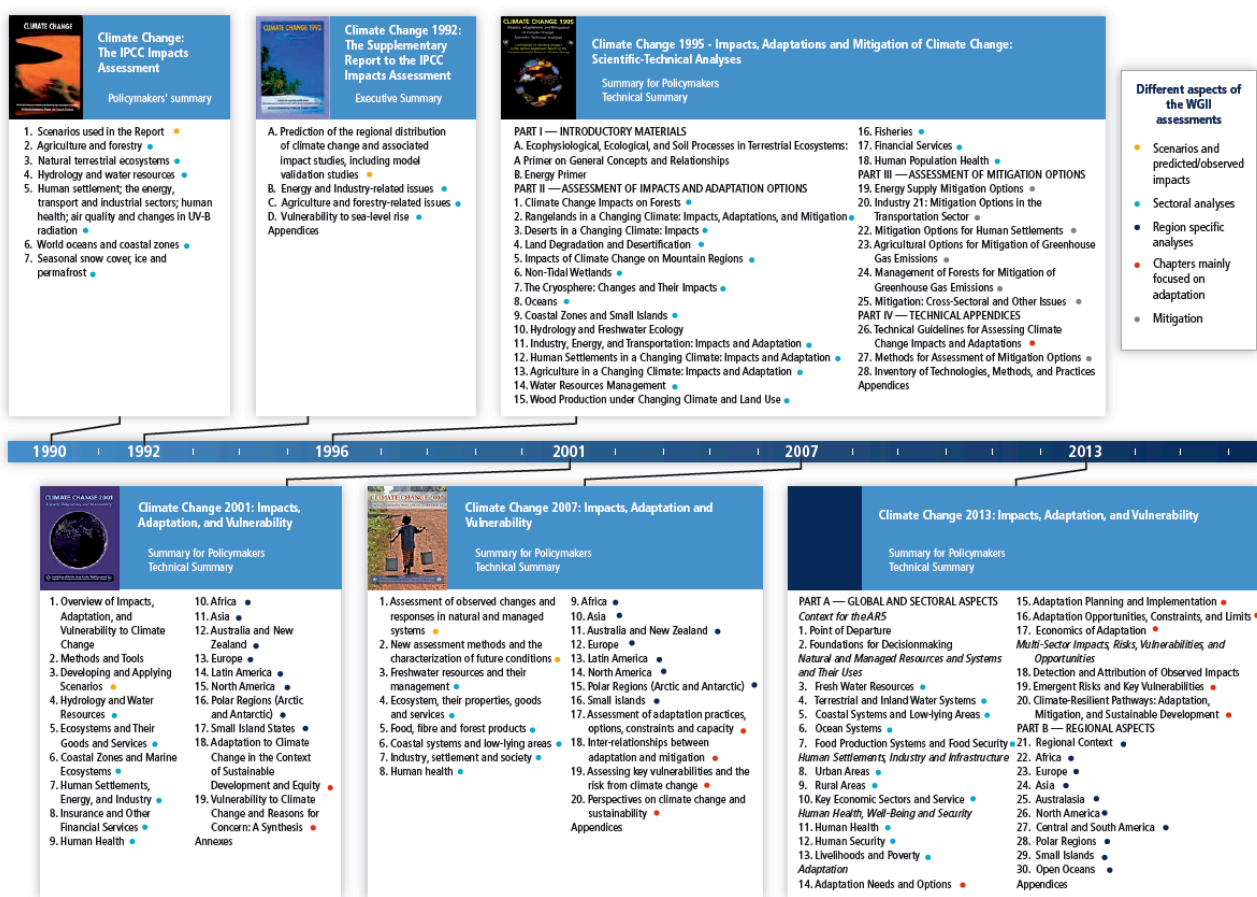 CLIMATE CHANGE
Climate Change:
The IPCC Impacts
Assessment
Policymakers' summary
1. Scenarios used in the Report
2. Agriculture and forestry
3. Natural terrestrial ecosystems
4. Hydrology and water resources
5. Human settlement; the energy,
transport and industrial sectors; human
health; air quality and changes in UV-B
radiation
6. World oceans and coastal zones
7. Seasonal snow cover, ice and
permafrost
CLIMATE CHANGE 1992
Climate Change 1992:
The Supplementary
Report to the IPCC
Impacts Assessment
Executive Summary
A. Prediction of the regional distribution
of climate change and associated
impact studies, including model
validation studies
B. Energy and Industry-related issues
C. Agriculture and forestry-related issues
D. Vulnerability to sea-level rise
Appendices
CLIMATE CHANGE 1995
Climate Change 1995 - Impacts, Adaptations and Mitigation of Climate Change:
Scientific-Technical Analyses
Summary for Policymakers
Technical Summary
PART I — INTRODUCTORY MATERIALS
A. Ecophysiological, Ecological, and Soil Processes in Terrestrial Ecosystems:
A Primer on General Concepts and Relationships
B. Energy Primer
PART II — ASSESSMENT OF IMPACTS AND ADAPTATION OPTIONS
1. Climate Change Impacts on Forests
2. Rangelands in a Changing Climate: Impacts, Adaptations, and Mitigation
3. Deserts in a Changing Climate: Impacts
4. Land Degradation and Desertification
5. Impacts of Climate Change on Mountain Regions
6. Non-Tidal Wetlands
7. The Cryosphere: Changes and Their Impacts
8. Oceans
9. Coastal Zones and Small Islands
10. Hydrology and Freshwater Ecology
11. Industry, Energy, and Transportation: Impacts and Adaptation
12. Human Settlements in a Changing Climate: Impacts and Adaptation
13. Agriculture in a Changing Climate: Impacts and Adaptation
14. Water Resources Management
15. Wood Production under Changing Climate and Land Use
16. Fisheries
17. Financial Services
18. Human Population Health
PART III — ASSESSMENT OF MITIGATION OPTIONS
19. Energy Supply Mitigation Options
20. Industry 21: Mitigation Options in the
Transportation Sector
22. Mitigation Options for Human Settlements
23. Agricultural Options for Mitigation of Greenhouse
Gas Emissions
24. Management of Forests for Mitigation of
Greenhouse Gas Emissions
25. Mitigation: Cross-Sectoral and Other Issues
PART IV — TECHNICAL APPENDICES
26. Technical Guidelines for Assessing Climate
Change Impacts and Adaptations
27. Methods for Assessment of Mitigation Options
28. Inventory of Technologies, Methods, and Practices
Appendices
Different aspects of
the WGII
assessments
Scenarios and
predicted/observed
impacts
Sectoral analyses
Region specific
analyses
Chapters mainly
focused on
adaptation
Mitigation
1990
1992
1996
2001
2007
2013
CLIMATE CHANGE 2001
Climate Change 2001: Impacts,
Adaptation, and Vulnerability
Summary for Policymakers
Technical Summary
1. Overview of Impacts,
Adaptation, and
Vulnerability to Climate
Change
2. Methods and Tools
3. Developing and Applying
Scenarios
4. Hydrology and Water
Resources
5. Ecosystems and Their
Goods and Services
6. Coastal Zones and Marine
Ecosystems
7. Human Settlements,
Energy, and Industry
8. Insurance and Other
Financial Services
9. Human Health
10. Africa
11. Asia
12. Australia and New
Zealand
13. Europe
14. Latin America
15. North America
16. Polar Regions (Arctic
and Antarctic)
17. Small Island States
18. Adaptation to Climate
Change in the Context
of Sustainable
Development and Equity
19. Vulnerability to Climate
Change and Reasons for
Concern: A Synthesis
Annexes
CLIMATE CHANGE 2007
Climate Change 2007: Impacts, Adaptation and
Vulnerability
Summary for Policymakers
Technical Summary
1. Assessment of observed changes and
responses in natural and managed
systems
2. New assessment methods and the
characterization of future conditions
3. Freshwater resources and their
management
4. Ecosystem, their properties, goods
and services
5. Food, fibre and forest products
6. Coastal systems and low-lying areas
7. Industry, settlement and society
8. Human health
9. Africa
10. Asia
11. Australia and New Zealand
12. Europe
13. Latin America
14. North America
15. Polar Regions (Arctic and Antarctic)
16. Small islands
17. Assessment of adaptation practices,
options, constraints and capacity
18. Inter-relationships between
adaptation and mitigation
19. Assessing key vulnerabilities and the
risk from climate change
20. Perspectives on climate change and
sustainability
Appendices
Climate Change 2013: Impacts, Adaptation, and Vulnerability
Summary for Policymakers
Technical Summary
PART A — GLOBAL AND SECTORAL ASPECTS
Context for the AR5
1. Point of Departure
2. Foundations for Decisionmaking
Natural and Managed Resources and Systems
and Their Uses
3. Fresh Water Resources
4. Terrestrial and Inland Water Systems
5. Coastal Systems and Low-lying Areas
6. Ocean Systems
7. Food Production Systems and Food Security
Human Settlements, Industry and Infrastructure
8. Urban Areas
9. Rural Areas
10. Key Economic Sectors and Service
Human Health, Well-Being and Security
11. Human Health
12. Human Security
13. Livelihoods and Poverty
Adaptation
14. Adaptation Needs and Options
15. Adaptation Planning and Implementation
16. Adaptation Opportunities, Constraints, and Limits
17. Economics of Adaptation
Multi-Sector Impacts, Risks, Vulnerabilities, and
Opportunities
18. Detection and Attribution of Observed Impacts
19. Emergent Risks and Key Vulnerabilities
20. Climate-Resilient Pathways: Adaptation,
Mitigation, and Sustainable Development
PART B — REGIONAL ASPECTS
21. Regional Context
22. Africa
23. Europe
24. Asia
25. Australasia
26. North America
27. Central and South America
28. Polar Regions
29. Small Islands
30. Open Oceans
Appendices